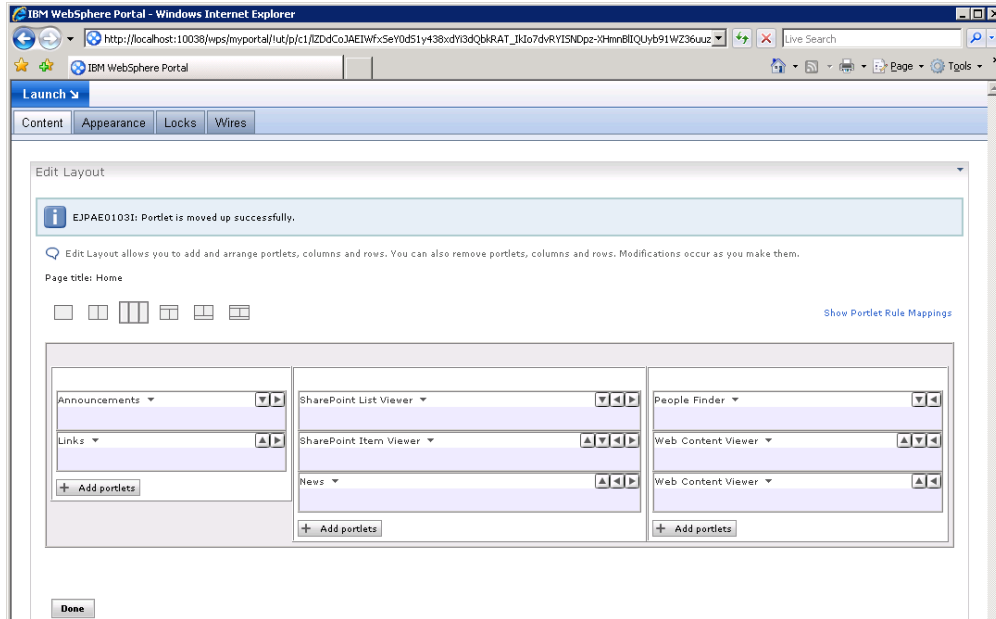 IBM WebSphere Portal - Windows Internet Explorer
Live Search
IBM WebSphere Portal
Page Tools
Launch
Content Appearance Locks Wires
Edit Layout
EJPAE0103I: Portlet is moved up successfully.
Edit Layout allows you to add and arrange portlets, columns and rows. You can also remove portlets, columns and rows. Modifications occur as you make them.
Page title: Home
Show Portlet Rule Mappings
Announcements
Links
+ Add portlets
SharePoint List Viewer
SharePoint Item Viewer
News
+ Add portlets
People Finder
Web Content Viewer
Web Content Viewer
+ Add portlets
Done